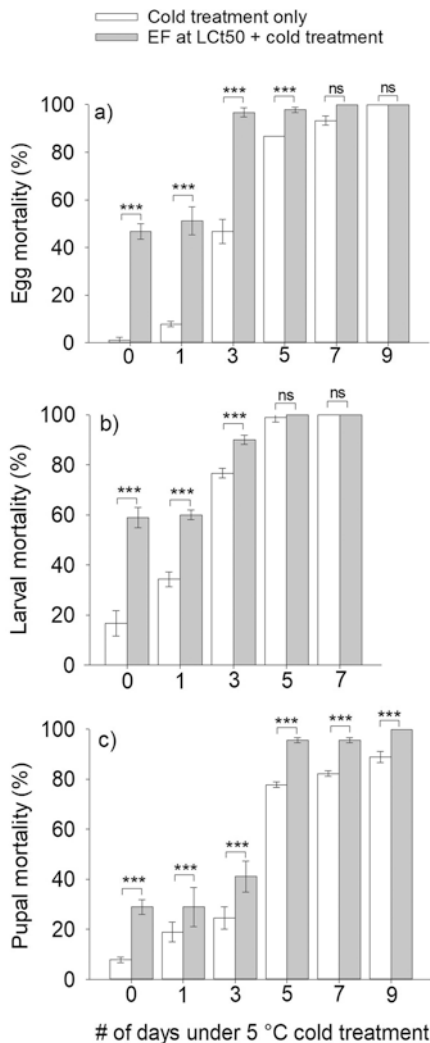 Cold treatment only
EF at LCt50 + cold treatment
a)
Egg mortality (%)
100
80
60
40
20
0
*** *** *** *** ns ns
0 1 3 5 7 9
b)
Larval mortality (%)
100
80
60
40
20
0
*** *** *** ns ns
0 1 3 5 7
c)
Pupal mortality (%)
100
80
60
40
20
0
*** *** *** *** *** ***
0 1 3 5 7 9
# of days under 5 °C cold treatment